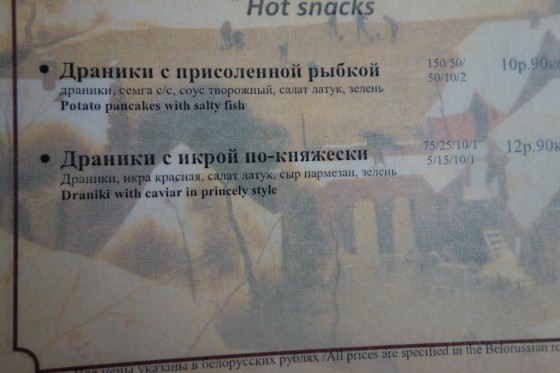 Hot snacks
• Драники с присоленной рыбкой 150/50/ 10р.90к
драники, семга с/с, соус творожный, салат латук, зелень 50/10/2
Potato pancakes with salty fish
• Драники с икрой по-княжески 75/25/10/1 12р.90к
Драники, икра красная, салат латук, сыр пармезан, зелень 5/15/10/1
Draniki with caviar in princely style
цены указаны в белорусских рублях /All prices are specified in the Belorussian